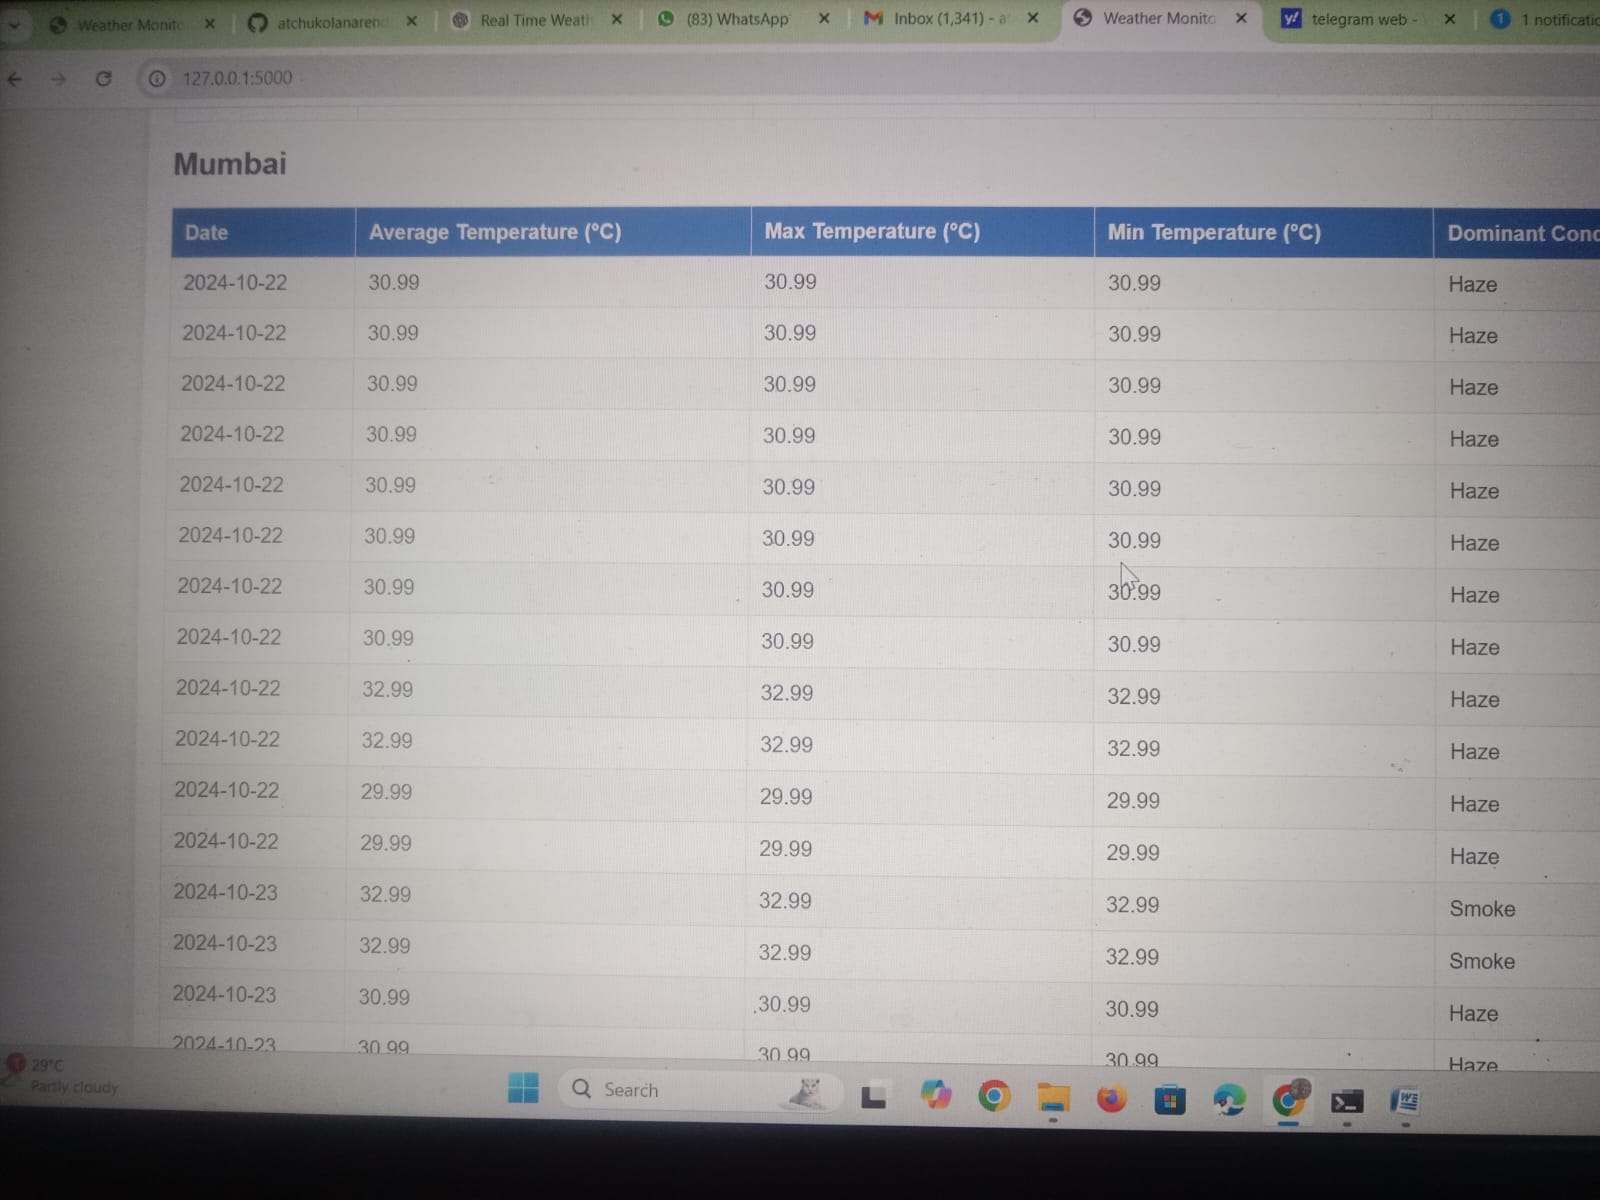 Weather Monito
atchukolanarend
Real Time Weath
(83) WhatsApp
Inbox (1,341) - a
Weather Monito
telegram web -
1 1 notificatio
127.0.0.1:5000
Mumbai
Date Average Temperature (°C) Max Temperature (°C) Min Temperature (°C) Dominant Cond
2024-10-22 30.99 30.99 30.99 Haze
2024-10-22 30.99 30.99 30.99 Haze
2024-10-22 30.99 30.99 30.99 Haze
2024-10-22 30.99 30.99 30.99 Haze
2024-10-22 30.99 30.99 30.99 Haze
2024-10-22 30.99 30.99 30.99 Haze
2024-10-22 30.99 30.99 30.99 Haze
2024-10-22 30.99 30.99 30.99 Haze
2024-10-22 32.99 32.99 32.99 Haze
2024-10-22 32.99 32.99 32.99 Haze
2024-10-22 29.99 29.99 29.99 Haze
2024-10-22 29.99 29.99 29.99 Haze
2024-10-23 32.99 32.99 32.99 Smoke
2024-10-23 32.99 32.99 32.99 Smoke
2024-10-23 30.99 30.99 30.99 Haze
2024-10-23 30.99 30.99 30.99 Haze
1 29°C
Partly cloudy
Search